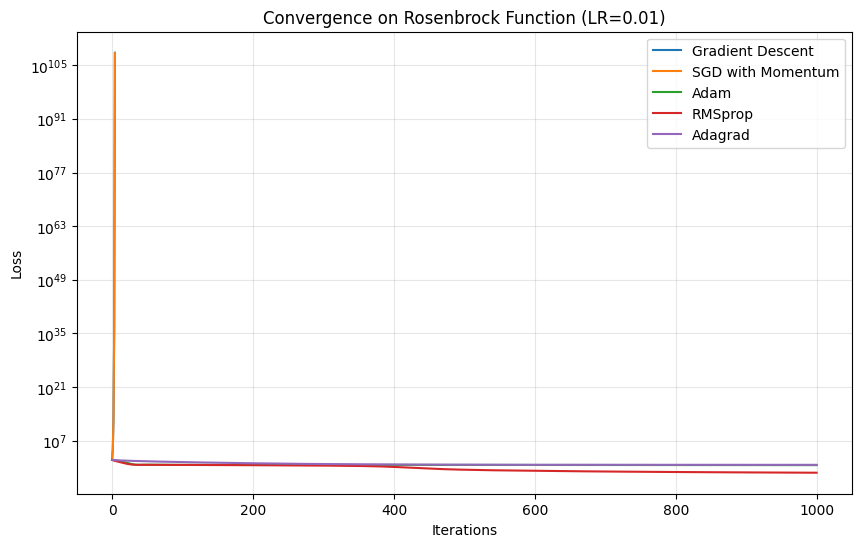 Convergence on Rosenbrock Function (LR=0.01)
Gradient Descent
SGD with Momentum
Adam
RMSprop
Adagrad
10^105
10^91
10^77
10^63
10^49
10^35
10^21
10^7
Loss
0 200 400 600 800 1000
Iterations